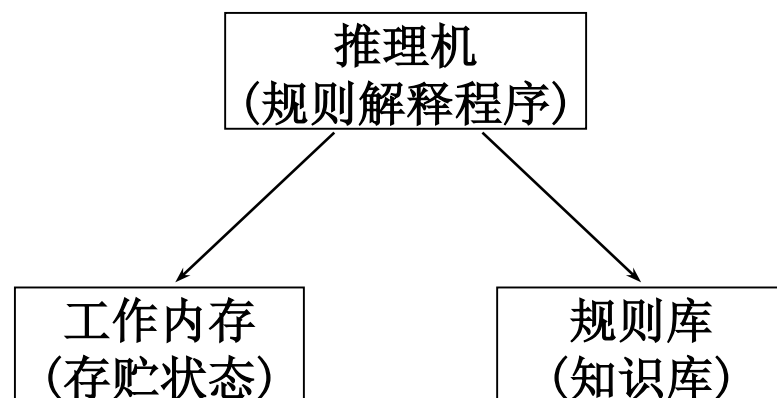 推理机
(规则解释程序)
工作内存
(存贮状态)
规则库
(知识库)